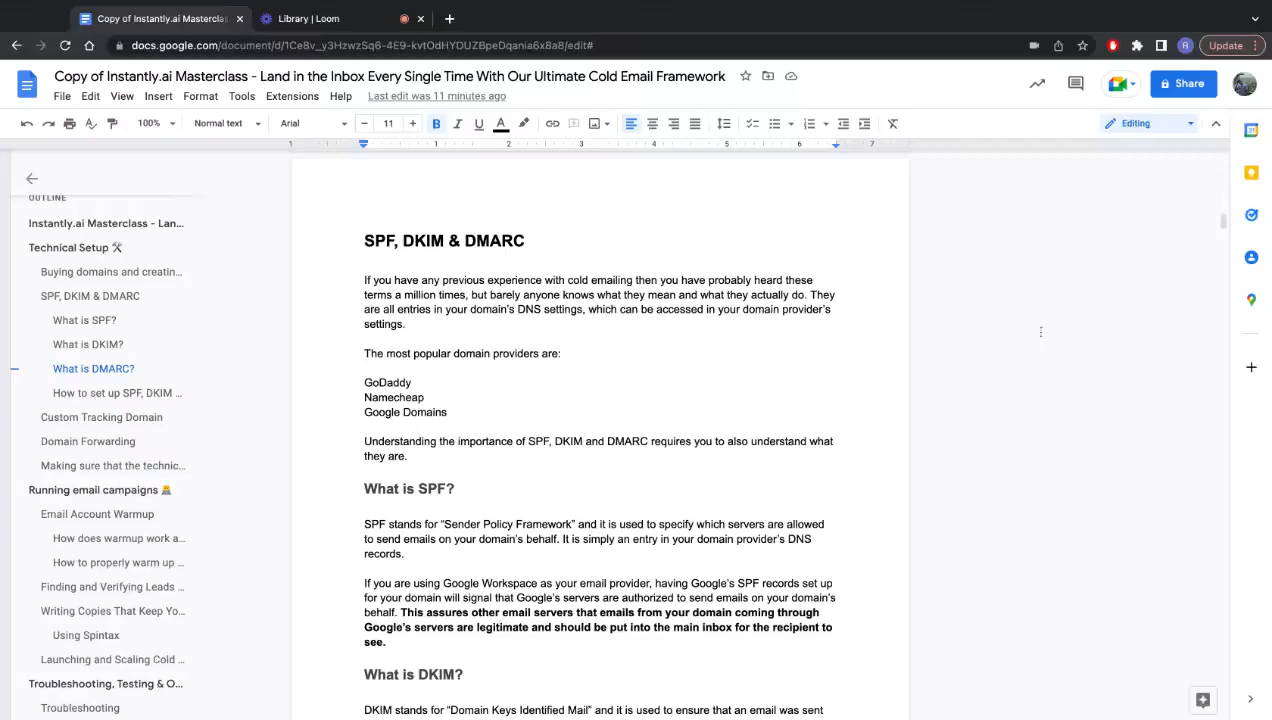 Copy of Instantly.ai Masterclass
Library | Loom
docs.google.com/document/d/1Ce8v_y3HzwzSq6-4E9-kvtOdHYDUZBpeDqania6x8a8/edit#
Update
Copy of Instantly.ai Masterclass - Land in the Inbox Every Single Time With Our Ultimate Cold Email Framework
File Edit View Insert Format Tools Extensions Help Last edit was 11 minutes ago
Share
100% Normal text Arial 11 Editing
1 1 2 3 4 5 6 7
OUTLINE
Instantly.ai Masterclass - Lan...
Technical Setup 🛠
Buying domains and creatin...
SPF, DKIM & DMARC
What is SPF?
What is DKIM?
What is DMARC?
How to set up SPF, DKIM ...
Custom Tracking Domain
Domain Forwarding
Making sure that the technic...
Running email campaigns
Email Account Warmup
How does warmup work a...
How to properly warm up ...
Finding and Verifying Leads ...
Writing Copies That Keep Yo...
Using Spintax
Launching and Scaling Cold ...
Troubleshooting, Testing & O...
Troubleshooting
SPF, DKIM & DMARC
If you have any previous experience with cold emailing then you have probably heard these
terms a million times, but barely anyone knows what they mean and what they actually do. They
are all entries in your domain's DNS settings, which can be accessed in your domain provider's
settings.
The most popular domain providers are:
GoDaddy
Namecheap
Google Domains
Understanding the importance of SPF, DKIM and DMARC requires you to also understand what
they are.
What is SPF?
SPF stands for “Sender Policy Framework” and it is used to specify which servers are allowed
to send emails on your domain's behalf. It is simply an entry in your domain provider's DNS
records.
If you are using Google Workspace as your email provider, having Google's SPF records set up
for your domain will signal that Google's servers are authorized to send emails on your domain's
behalf. This assures other email servers that emails from your domain coming through
Google's servers are legitimate and should be put into the main inbox for the recipient to
see.
What is DKIM?
DKIM stands for “Domain Keys Identified Mail” and it is used to ensure that an email was sent